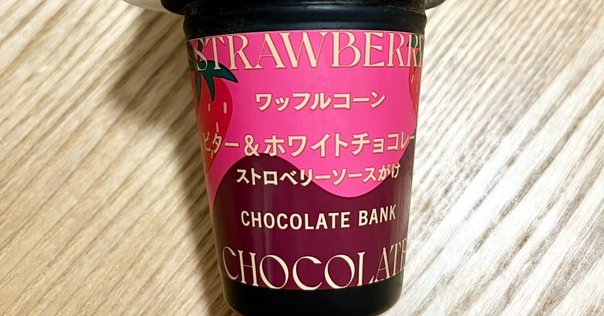 STRAWBERR
ワッフルコーン
ビター&ホワイトチョコレー
ストロベリーソースがけ
CHOCOLATE BANK
CHOCOLATE